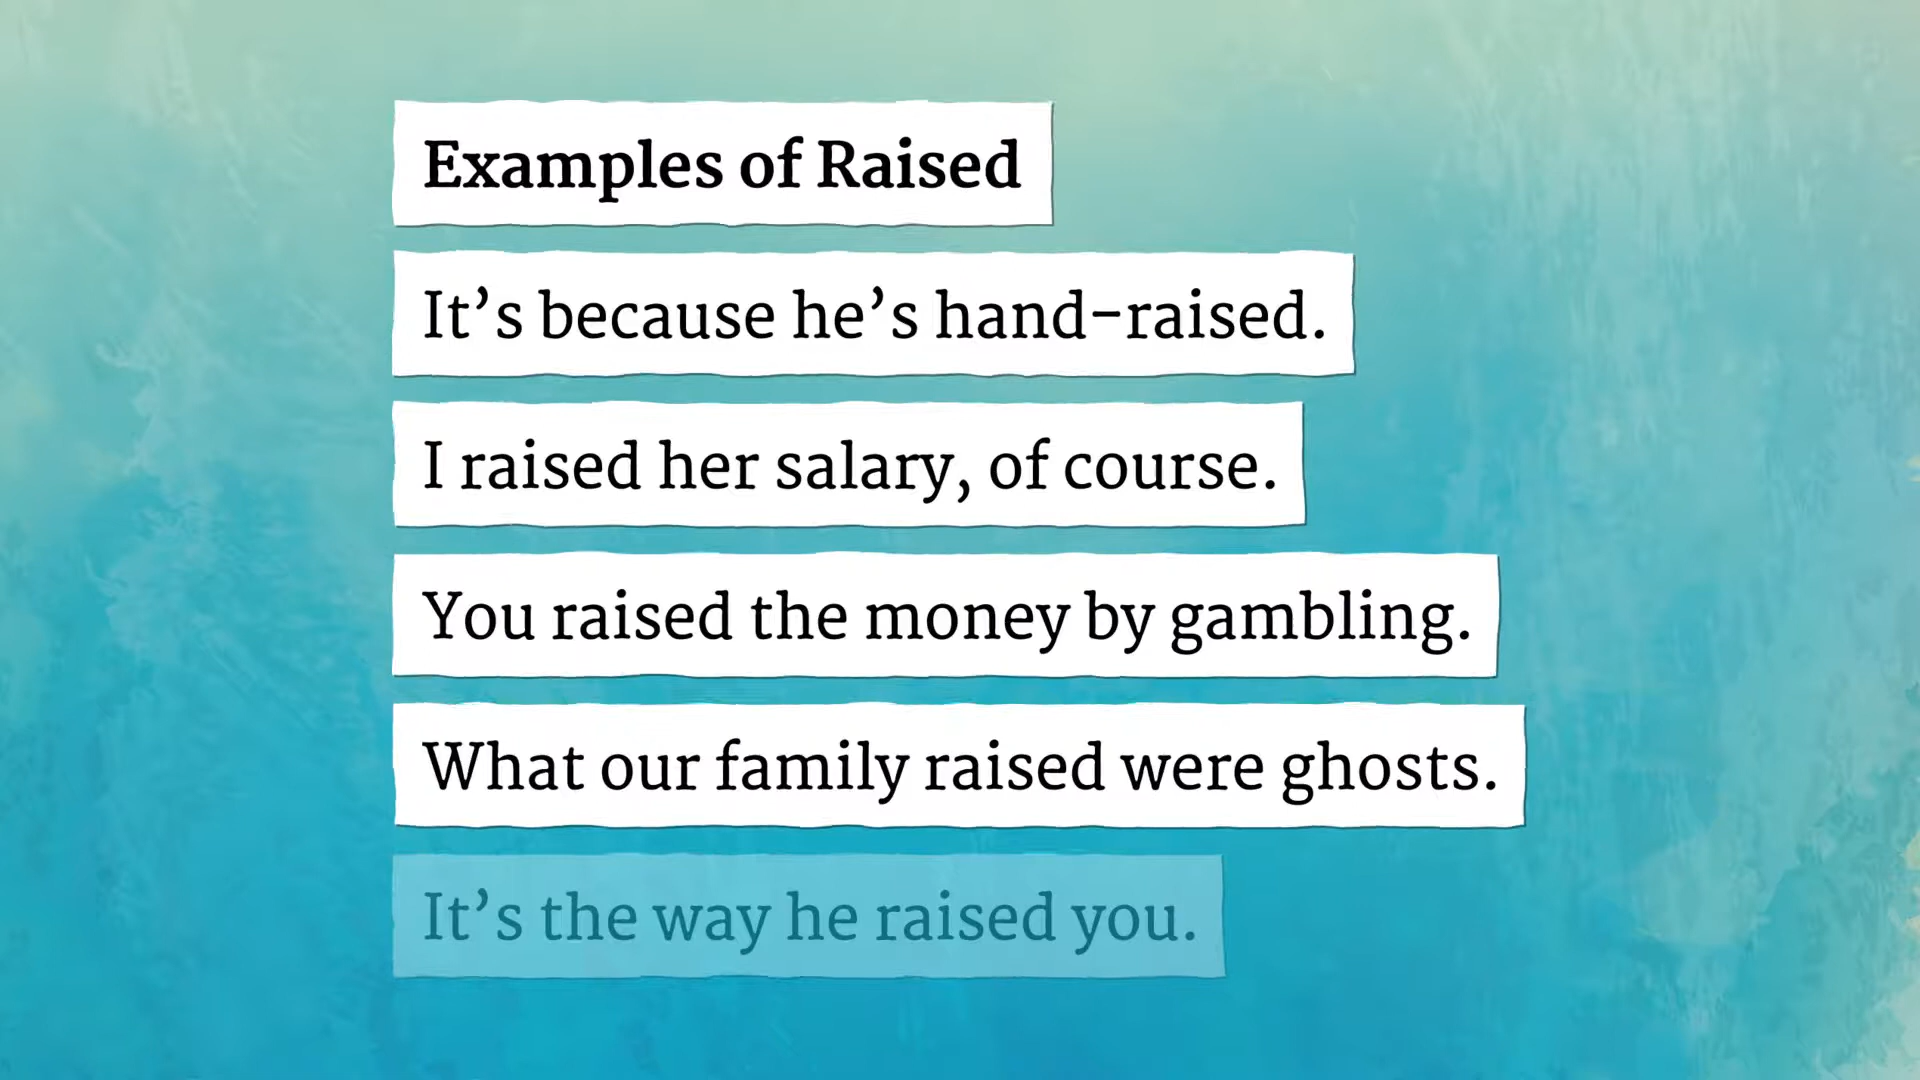 Examples of Raised
It’s because he’s hand-raised.
I raised her salary, of course.
You raised the money by gambling.
What our family raised were ghosts.
It’s the way he raised you.